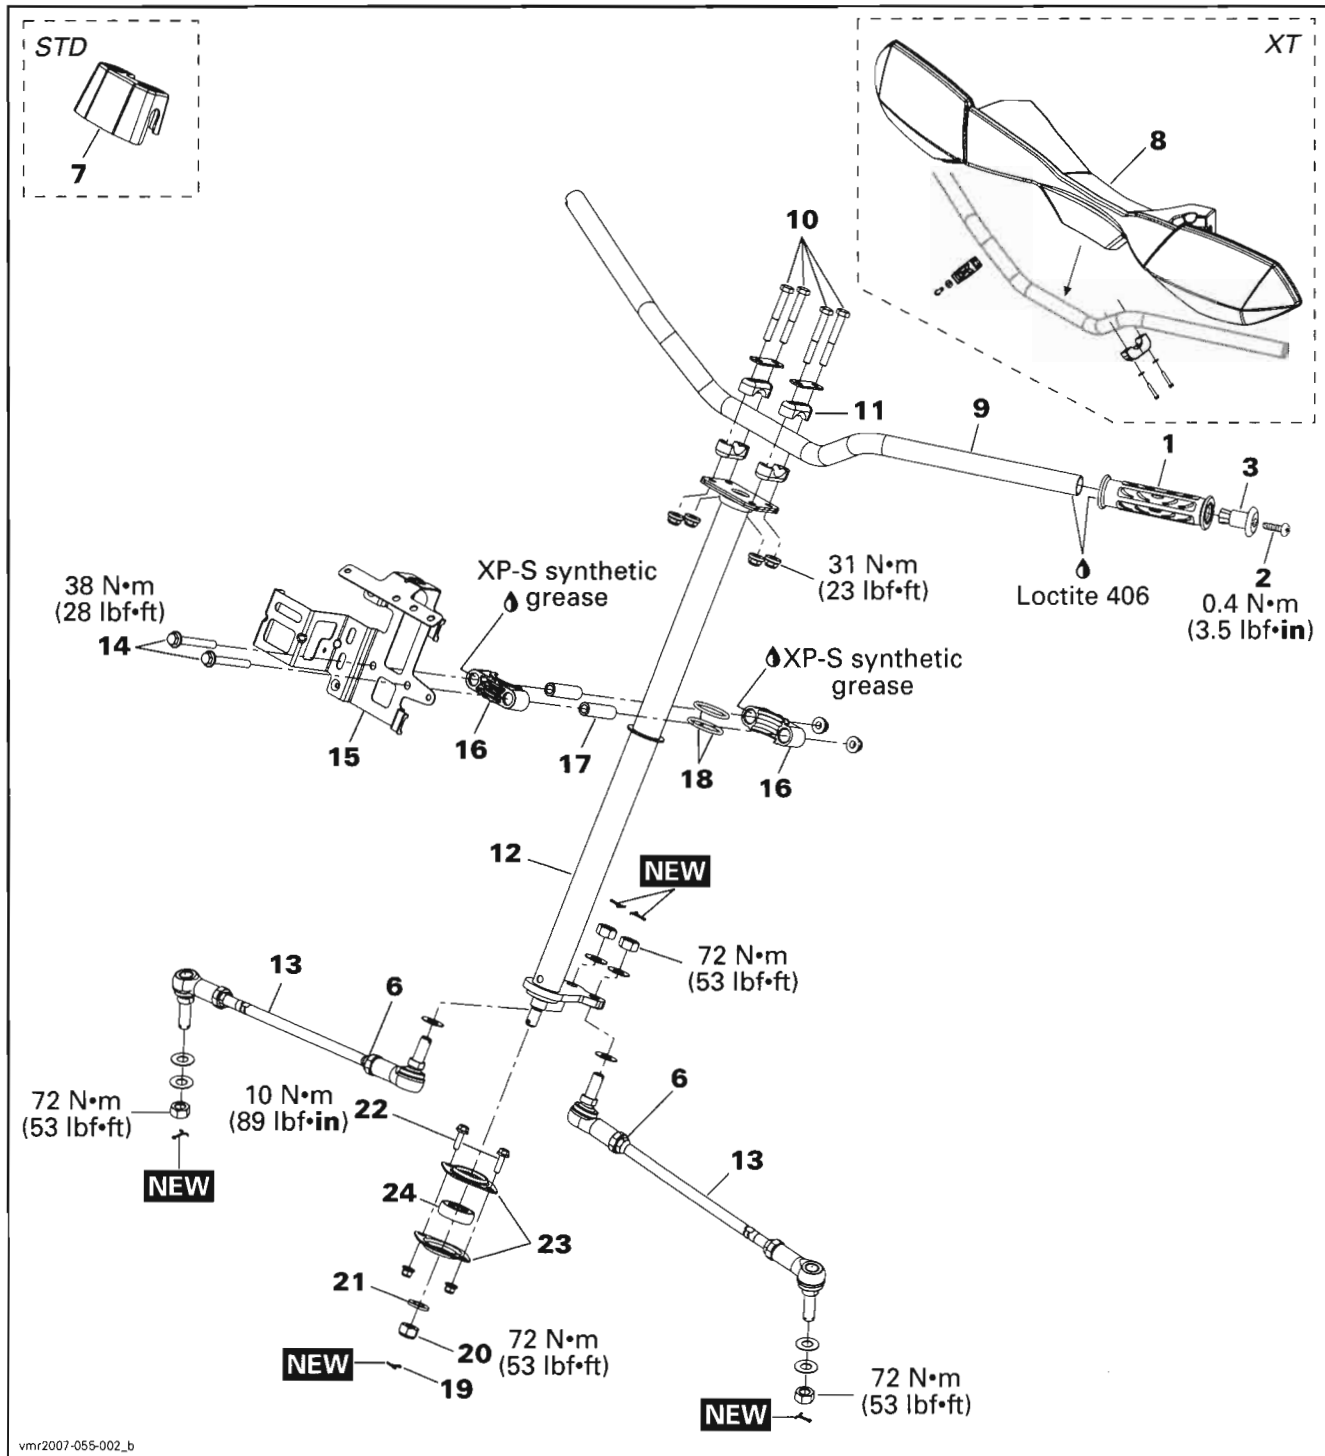 STD
7
XT
8
10
11
9
1
3
2
0.4 N•m
(3.5 lbf•in)
Loctite 406
31 N•m
(23 lbf•ft)
XP-S synthetic
grease
38 N•m
(28 lbf•ft)
14
15
16
17
18
XP-S synthetic
grease
16
12
NEW
72 N•m
(53 lbf•ft)
13
6
72 N•m
(53 lbf•ft)
NEW
10 N•m
(89 lbf•in)
22
6
13
24
23
21
20
72 N•m
(53 lbf•ft)
NEW
19
72 N•m
(53 lbf•ft)
NEW
vmr2007-055-002_b